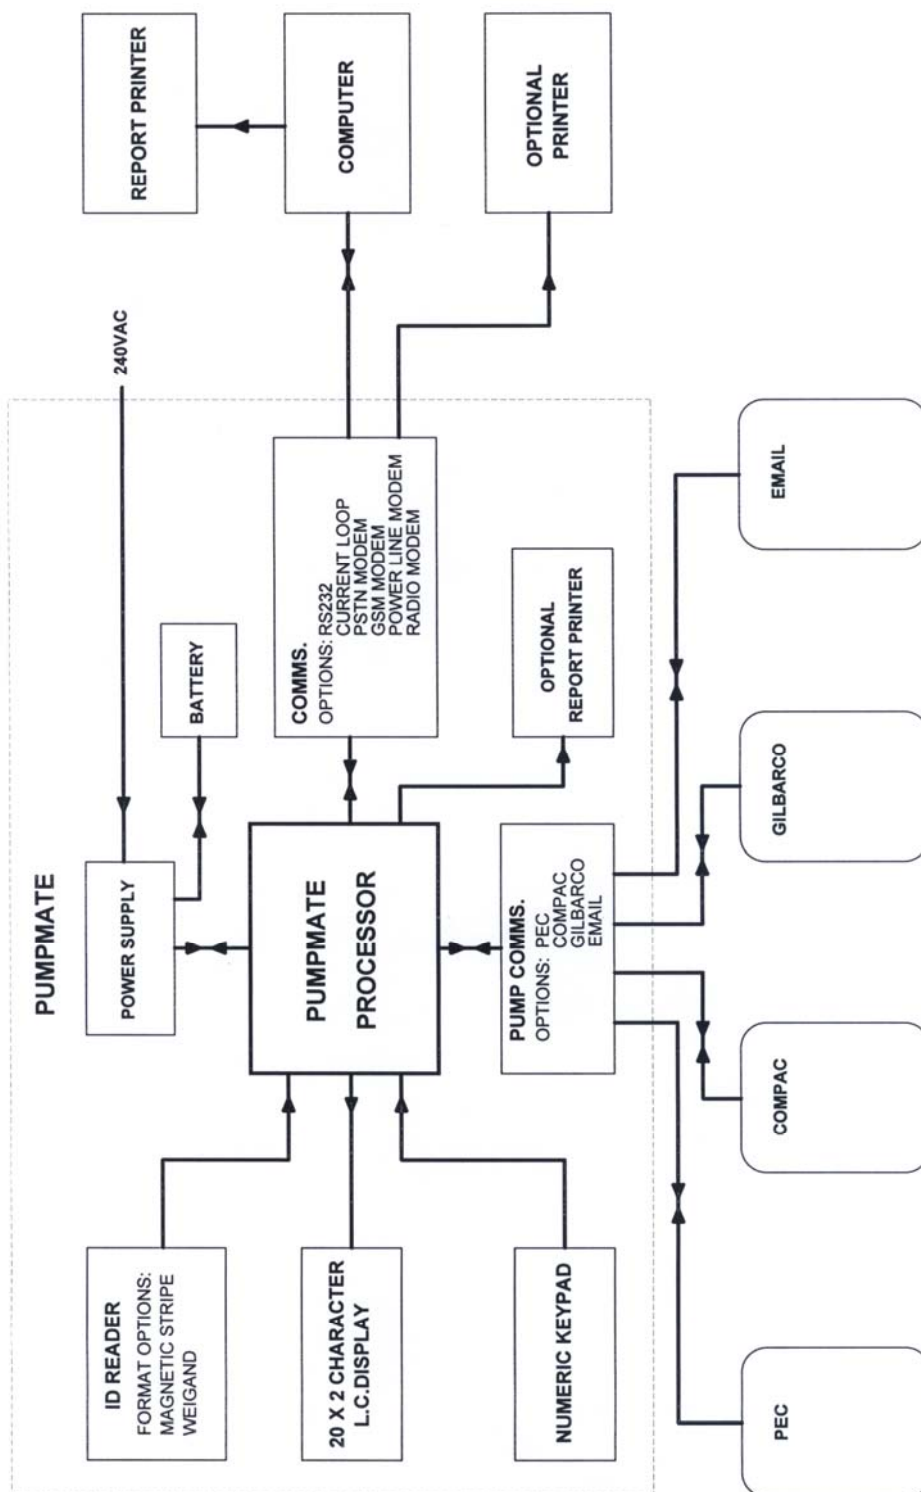 PUMPMATE
ID READER
FORMAT OPTIONS:
MAGNETIC STRIPE
WEIGAND
POWER SUPPLY
240VAC
REPORT PRINTER
BATTERY
20 X 2 CHARACTER
L.C.DISPLAY
PUMPMATE
PROCESSOR
COMMS.
OPTIONS: RS232
CURRENT LOOP
PSTN MODEM
GSM MODEM
POWER LINE MODEM
RADIO MODEM
COMPUTER
NUMERIC KEYPAD
PUMP COMMS.
OPTIONS: PEC
COMPAC
GILBARCO
EMAIL
OPTIONAL
REPORT PRINTER
OPTIONAL
PRINTER
PEC
COMPAC
GILBARCO
EMAIL